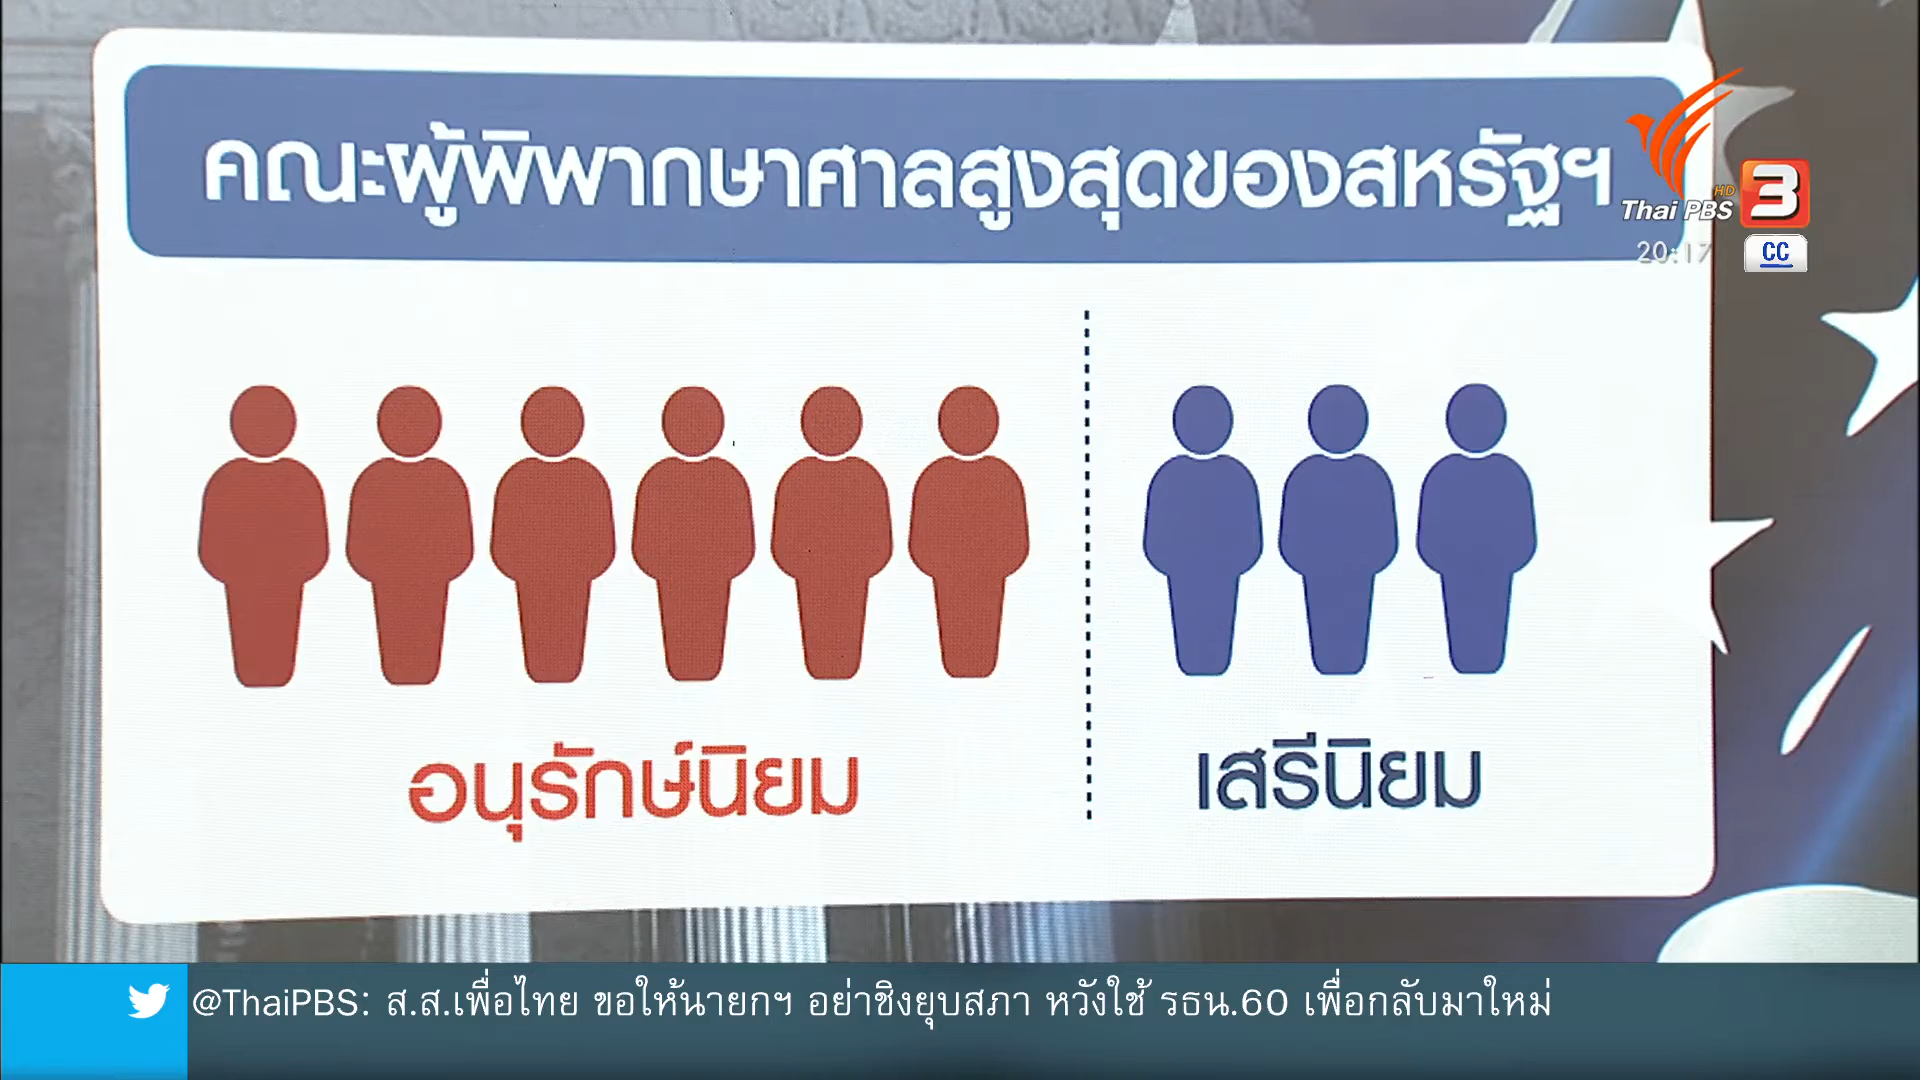 คณะผู้พิพากษาศาลสูงสุดของสหรัฐฯ
HD
Thai PBS
3
20:17
CC
อนุรักษ์นิยม
เสรีนิยม
@ThaiPBS: ส.ส.เพื่อไทย ขอให้นายกฯ อย่าชิงยุบสภา หวังใช้ รธน.60 เพื่อกลับมาใหม่